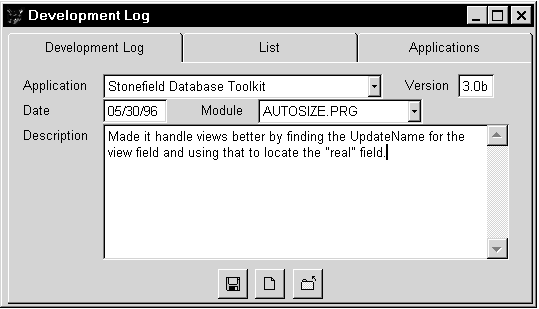 Development Log
Development Log List Applications
Application Stonefield Database Toolkit Version 3.0b
Date 05/30/96 Module AUTOSIZE.PRG
Description Made it handle views better by finding the UpdateName for the
view field and using that to locate the "real" field.